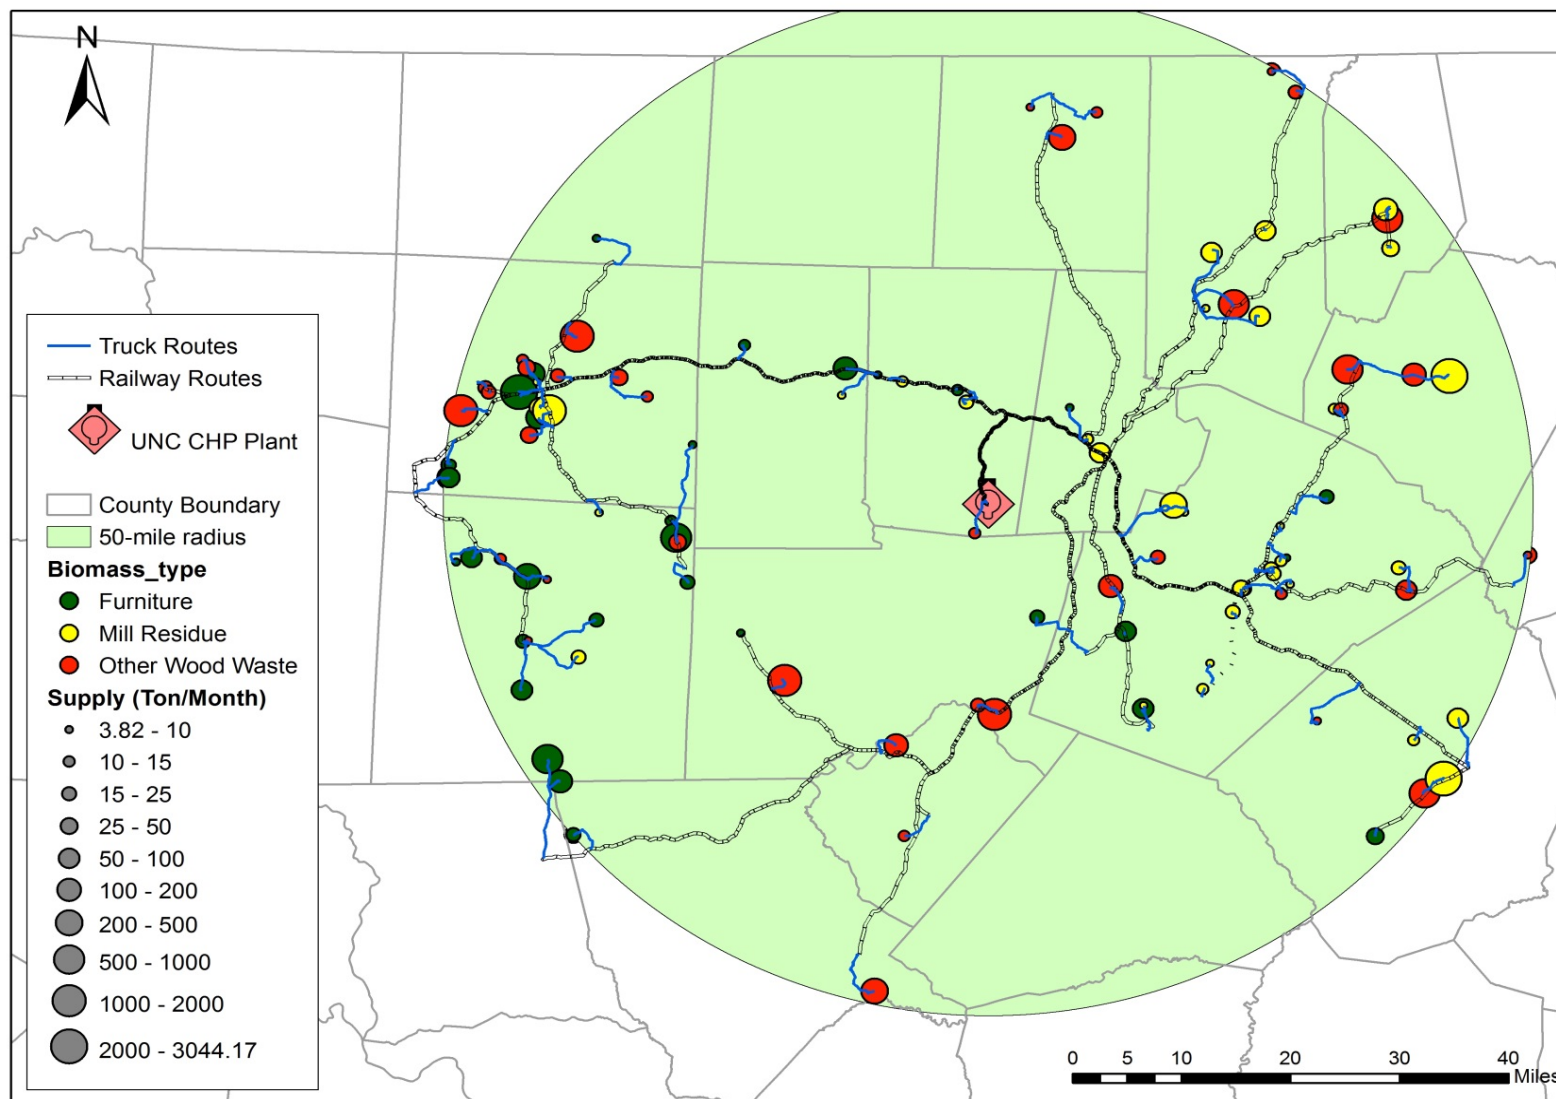 N
Truck Routes
Railway Routes
UNC CHP Plant
County Boundary
50-mile radius
Biomass_type
Furniture
Mill Residue
Other Wood Waste
Supply (Ton/Month)
3.82 - 10
10 - 15
15 - 25
25 - 50
50 - 100
100 - 200
200 - 500
500 - 1000
1000 - 2000
2000 - 3044.17
0 5 10 20 30 40
Miles